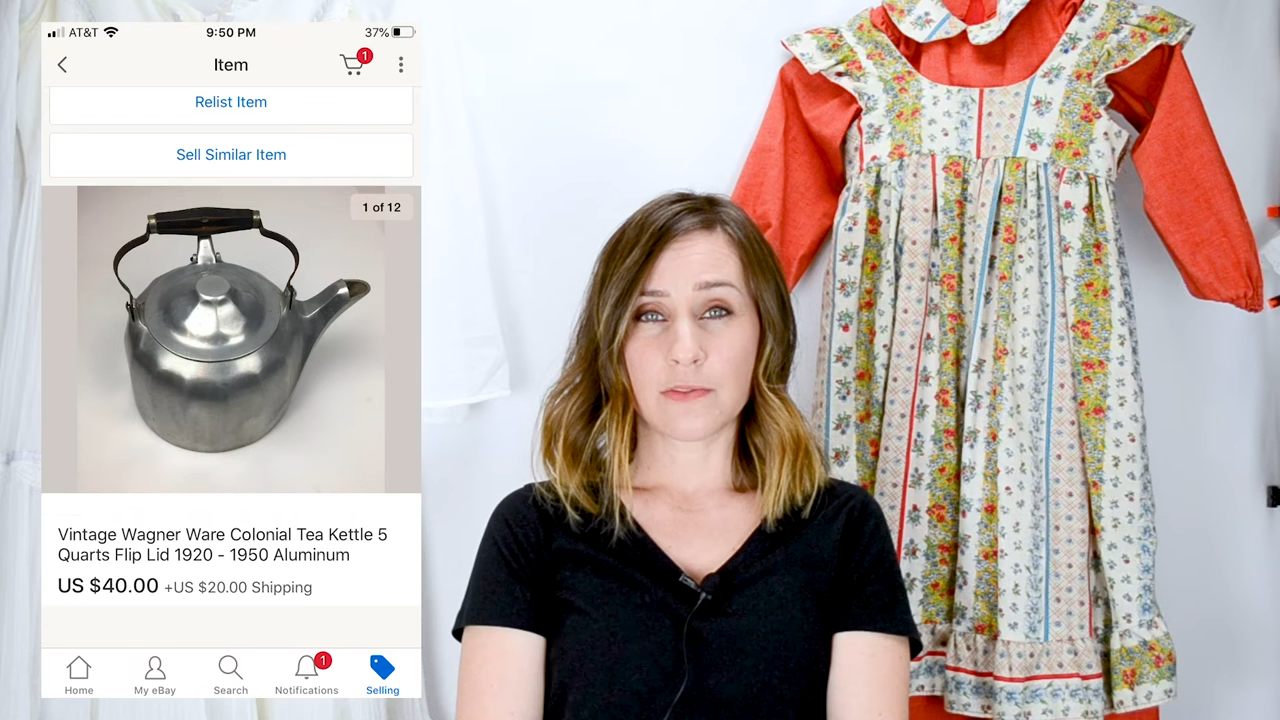 AT&T
9:50 PM
37%
Item
1
Relist Item
Sell Similar Item
1 of 12
Vintage Wagner Ware Colonial Tea Kettle 5
Quarts Flip Lid 1920 - 1950 Aluminum
US $40.00 +US $20.00 Shipping
1
Home
My eBay
Search
Notifications
Selling